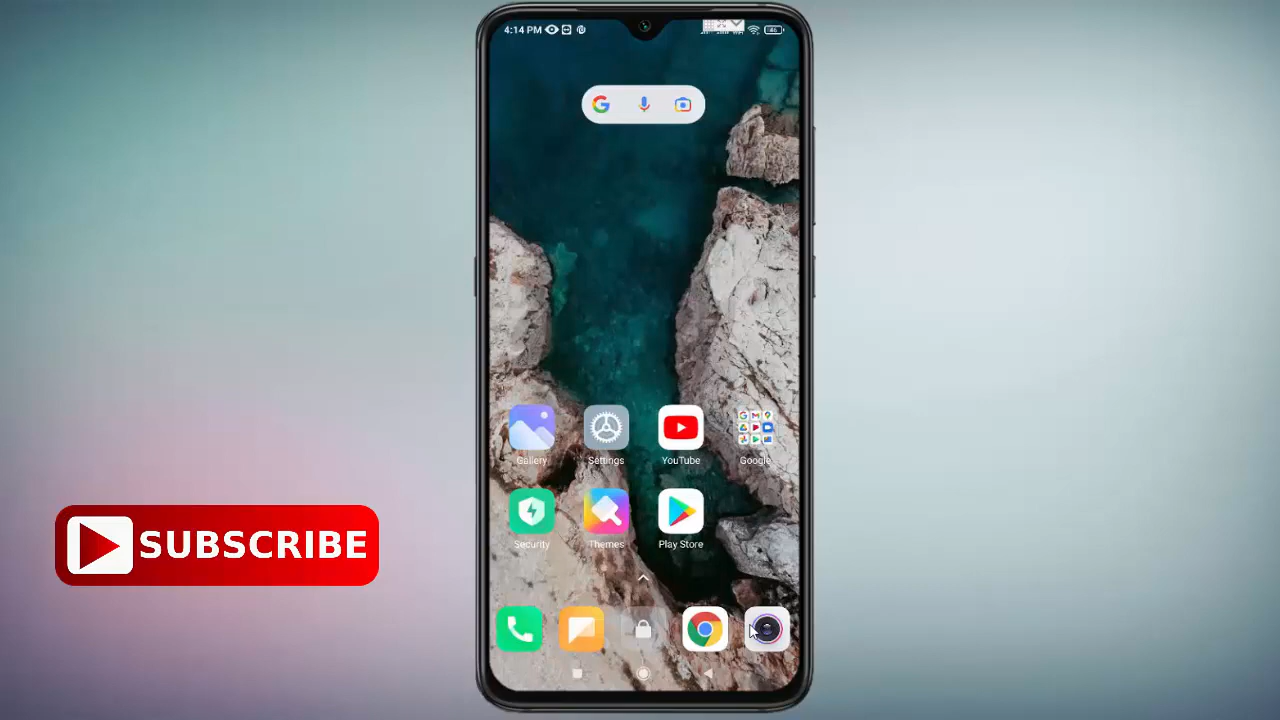 4:14 PM
Gallery
Settings
YouTube
Google
Security
Themes
Play Store
SUBSCRIBE